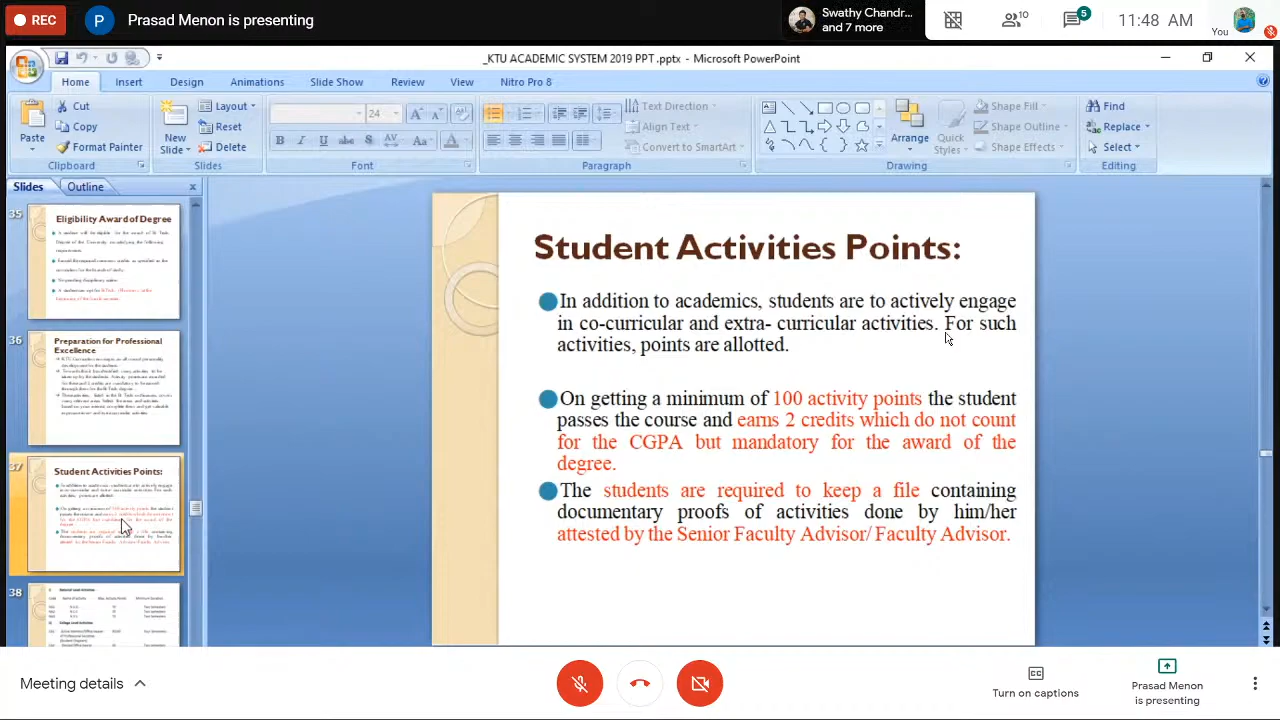 REC
P
Prasad Menon is presenting
Swathy Chandr...
and 7 more
10
5
11:48 AM
You
_KTU ACADEMIC SYSTEM 2019 PPT .pptx - Microsoft PowerPoint
Home Insert Design Animations Slide Show Review View Nitro Pro 8
Paste
Cut
Copy
Format Painter
Clipboard
New
Slide
Layout
Reset
Delete
Slides
24
B I U abc S AV Aa A
Font
Text Direction
Align Text
Convert to SmartArt
Paragraph
Arrange
Quick
Styles
Shape Fill
Shape Outline
Shape Effects
Drawing
Find
Replace
Select
Editing
Slides Outline
35
Eligibility Award of Degree
36
Preparation for Professional
Excellence
37
Student Activities Points:
38
Student Activities Points:
In addition to academics, students are to actively engage
in co-curricular and extra- curricular activities. For such
activities, points are allotted.
On getting a minimum of 100 activity points the student
passes the course and earns 2 credits which do not count
for the CGPA but mandatory for the award of the
degree.
The students are required to keep a file containing
documentary proofs of activities done by him/her
attested by the Senior Faculty Advisor/ Faculty Advisor.
Meeting details
Turn on captions
Prasad Menon
is presenting